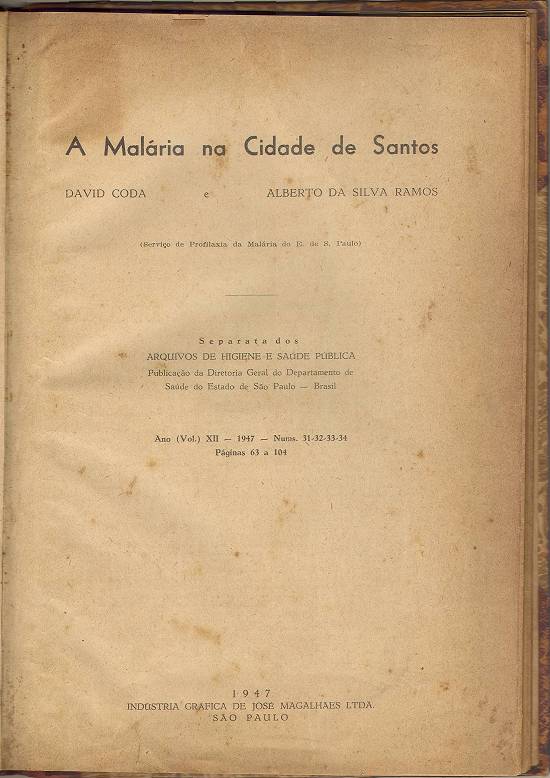 A Malária na Cidade de Santos
DAVID CODA e ALBERTO DA SILVA RAMOS
(Serviço de Profilaxia da Malária do E. de S. Paulo)
Separata dos
ARQUIVOS DE HIGIENE E SAÚDE PÚBLICA
Publicação da Diretoria Geral do Departamento de
Saúde do Estado de São Paulo — Brasil
Ano (Vol.) XII — 1947 — Nums. 31-32-33-34
Páginas 63 a 104
1947
INDÚSTRIA GRÁFICA DE JOSÉ MAGALHÃES LTDA.
SÃO PAULO